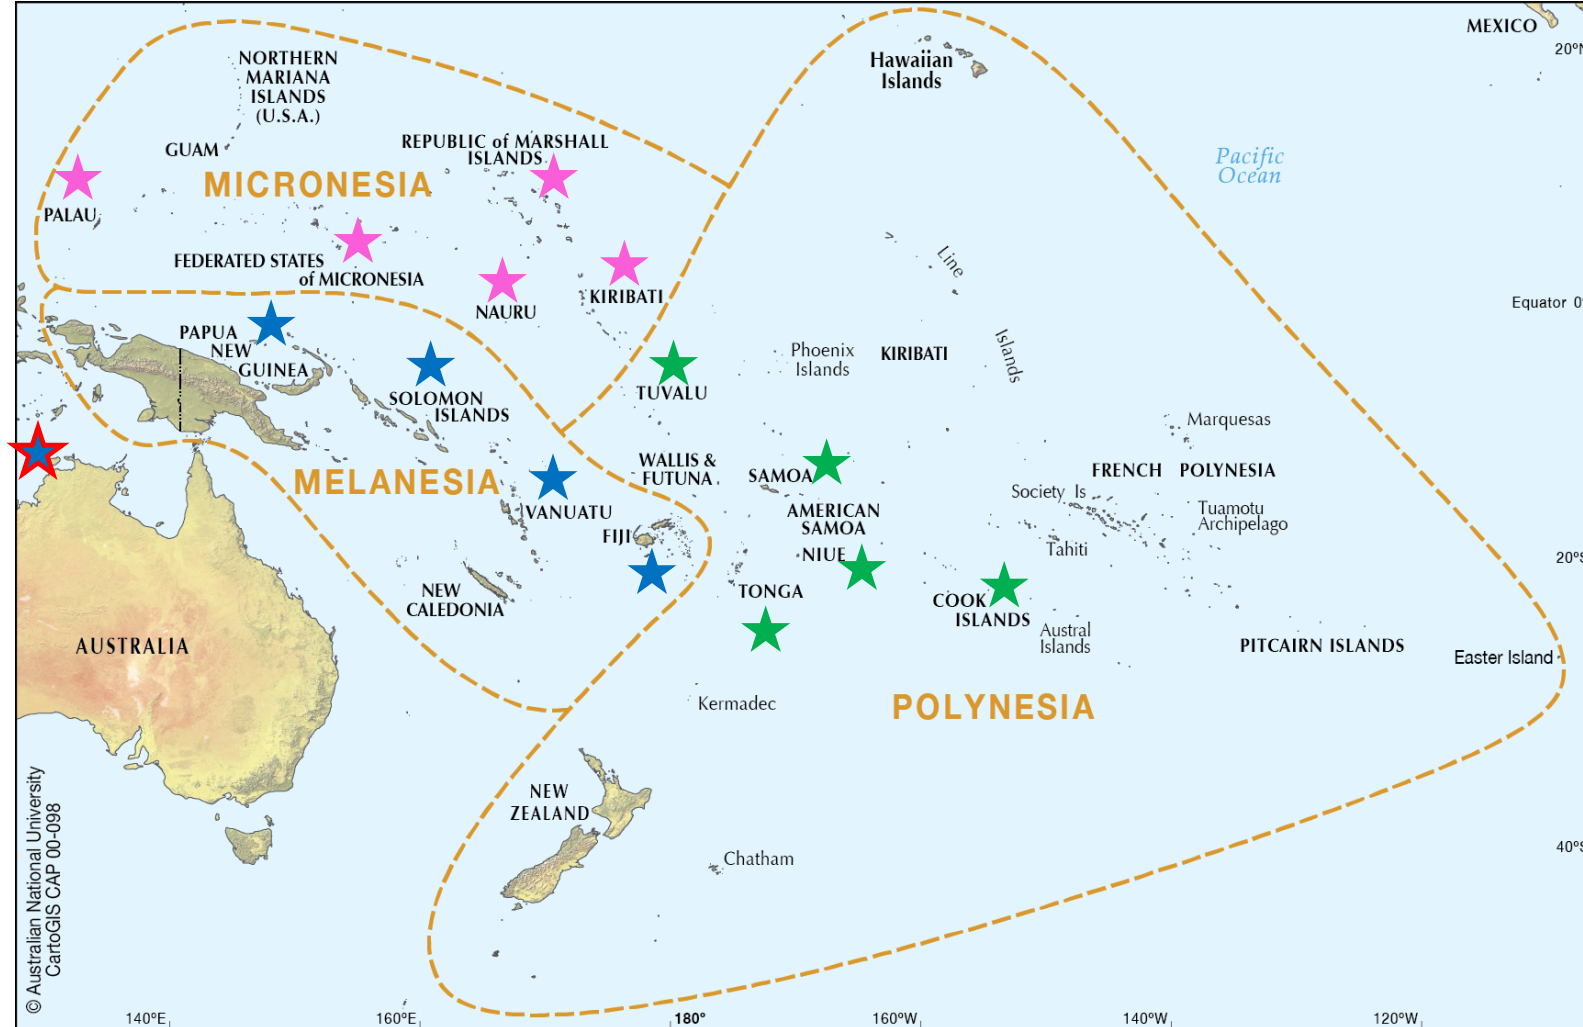 MEXICO
20°N
Hawaiian
Islands
NORTHERN
MARIANA
ISLANDS
(U.S.A.)
GUAM
REPUBLIC of MARSHALL
ISLANDS
Pacific
Ocean
MICRONESIA
PALAU
FEDERATED STATES
of MICRONESIA
NAURU
KIRIBATI
Line
Islands
Equator 0°
PAPUA
NEW
GUINEA
Phoenix
Islands
KIRIBATI
SOLOMON
ISLANDS
TUVALU
Marquesas
MELANESIA
WALLIS &
FUTUNA
SAMOA
FRENCH POLYNESIA
Society Is
VANUATU
AMERICAN
SAMOA
Tuamotu
Archipelago
FIJI
NIUE
Tahiti
20°S
NEW
CALEDONIA
TONGA
COOK
ISLANDS
Austral
Islands
AUSTRALIA
PITCAIRN ISLANDS
Easter Island
Kermadec
POLYNESIA
NEW
ZEALAND
Chatham
40°S
© Australian National University
CartoGIS CAP 00-098
140°E
160°E
180°
160°W
140°W
120°W